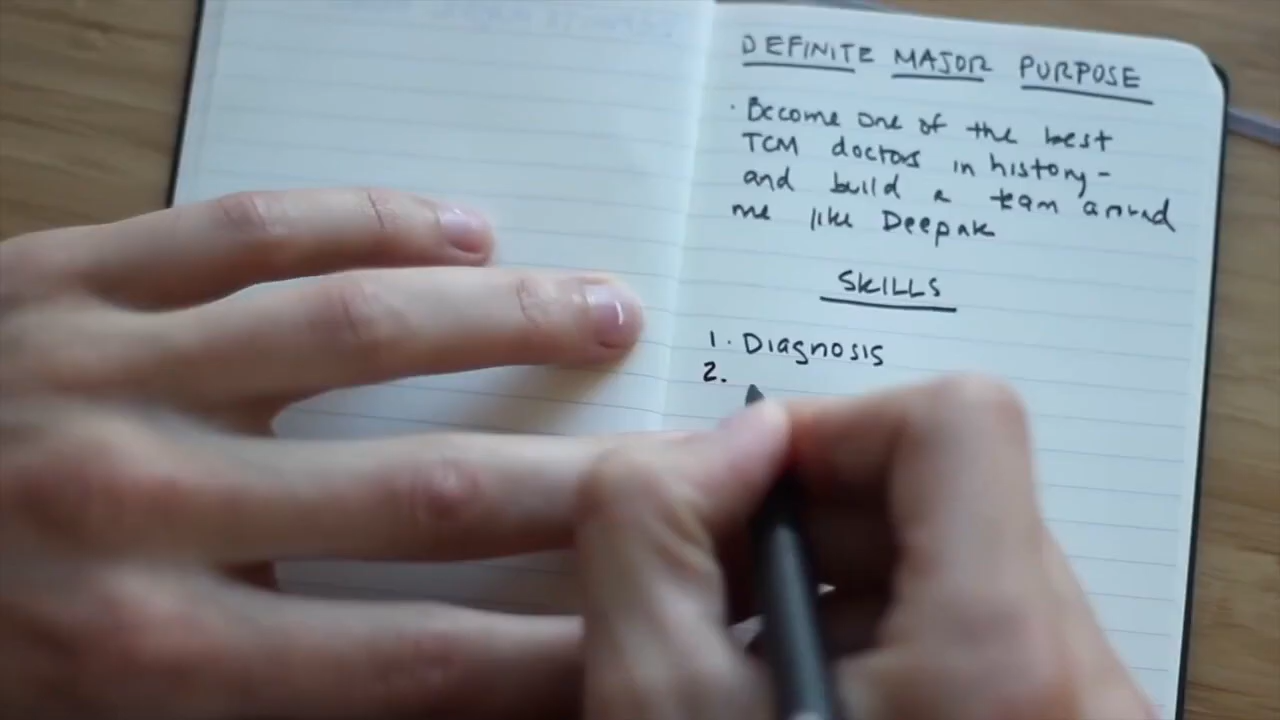 DEFINITE MAJOR PURPOSE
· Become one of the best
TCM doctors in history -
and build a team around
me like Deepak
SKILLS
1. Diagnosis
2.